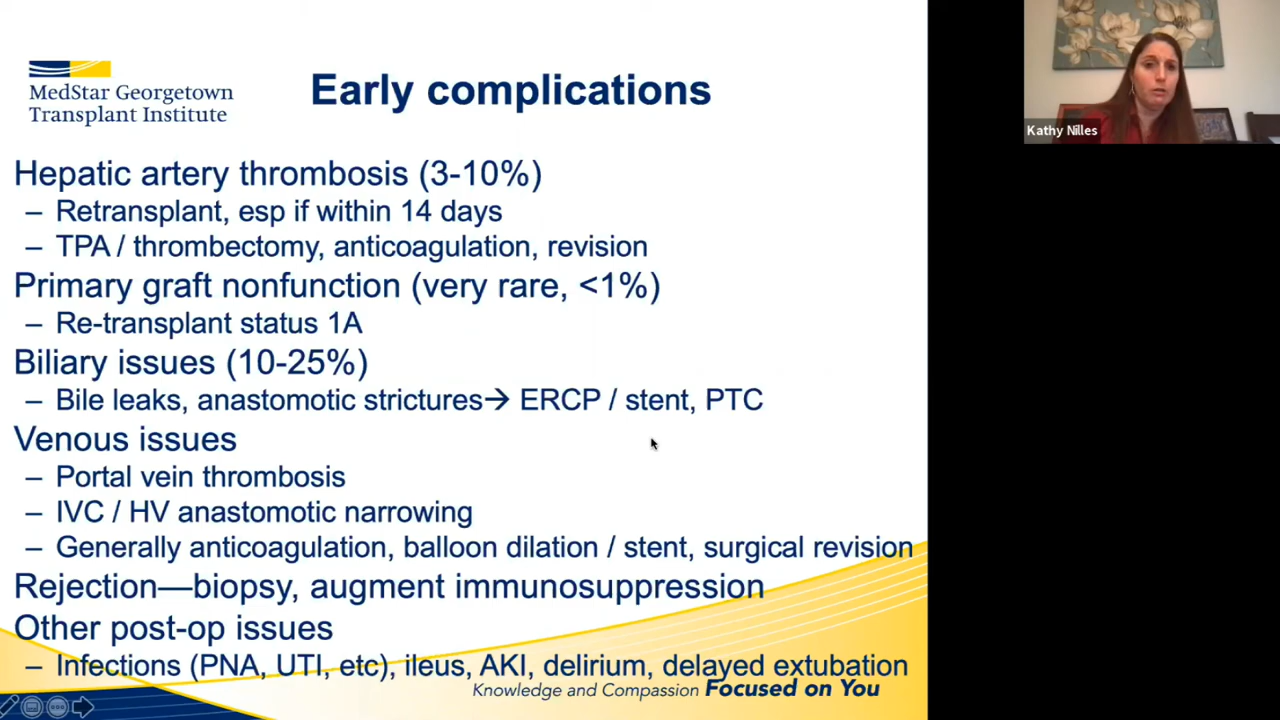 MedStar Georgetown
Transplant Institute
Early complications
Hepatic artery thrombosis (3-10%)
– Retransplant, esp if within 14 days
– TPA / thrombectomy, anticoagulation, revision
Primary graft nonfunction (very rare, <1%)
– Re-transplant status 1A
Biliary issues (10-25%)
– Bile leaks, anastomotic strictures→ ERCP / stent, PTC
Venous issues
– Portal vein thrombosis
– IVC / HV anastomotic narrowing
– Generally anticoagulation, balloon dilation / stent, surgical revision
Rejection—biopsy, augment immunosuppression
Other post-op issues
– Infections (PNA, UTI, etc), ileus, AKI, delirium, delayed extubation
Knowledge and Compassion Focused on You
Kathy Nilles